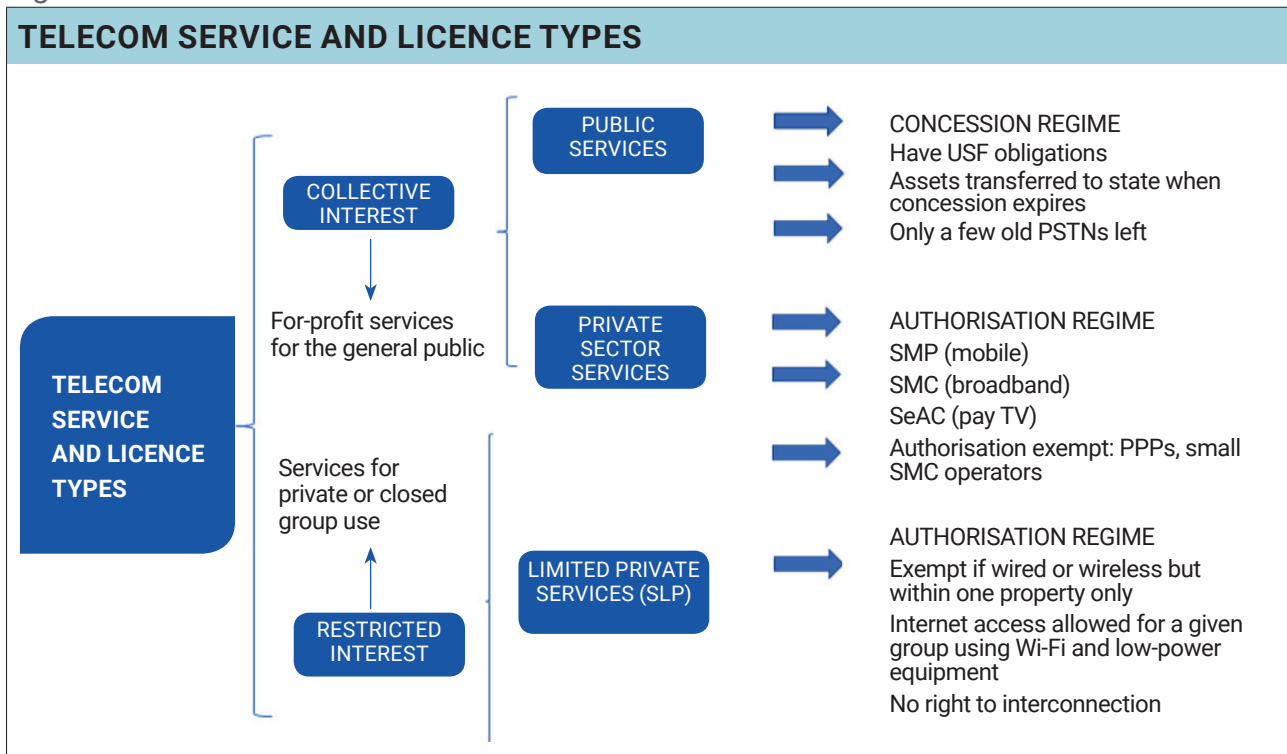 TELECOM SERVICE AND LICENCE TYPES
TELECOM
SERVICE
AND LICENCE
TYPES
COLLECTIVE
INTEREST
For-profit services
for the general public
PUBLIC
SERVICES
CONCESSION REGIME
Have USF obligations
Assets transferred to state when
concession expires
Only a few old PSTNs left
PRIVATE
SECTOR
SERVICES
AUTHORISATION REGIME
SMP (mobile)
SMC (broadband)
SeAC (pay TV)
Authorisation exempt: PPPs, small
SMC operators
Services for
private or closed
group use
RESTRICTED
INTEREST
LIMITED PRIVATE
SERVICES (SLP)
AUTHORISATION REGIME
Exempt if wired or wireless but
within one property only
Internet access allowed for a given
group using Wi-Fi and low-power
equipment
No right to interconnection